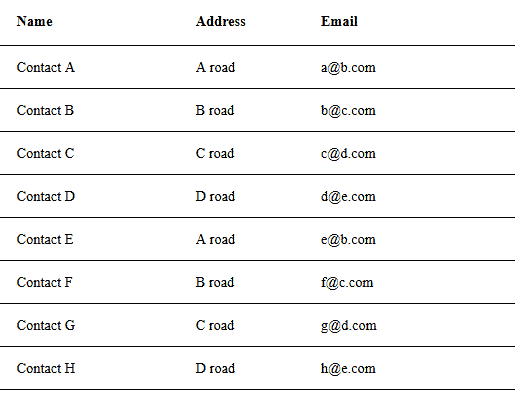 Name Address Email
Contact A A road a@b.com
Contact B B road b@c.com
Contact C C road c@d.com
Contact D D road d@e.com
Contact E A road e@b.com
Contact F B road f@c.com
Contact G C road g@d.com
Contact H D road h@e.com